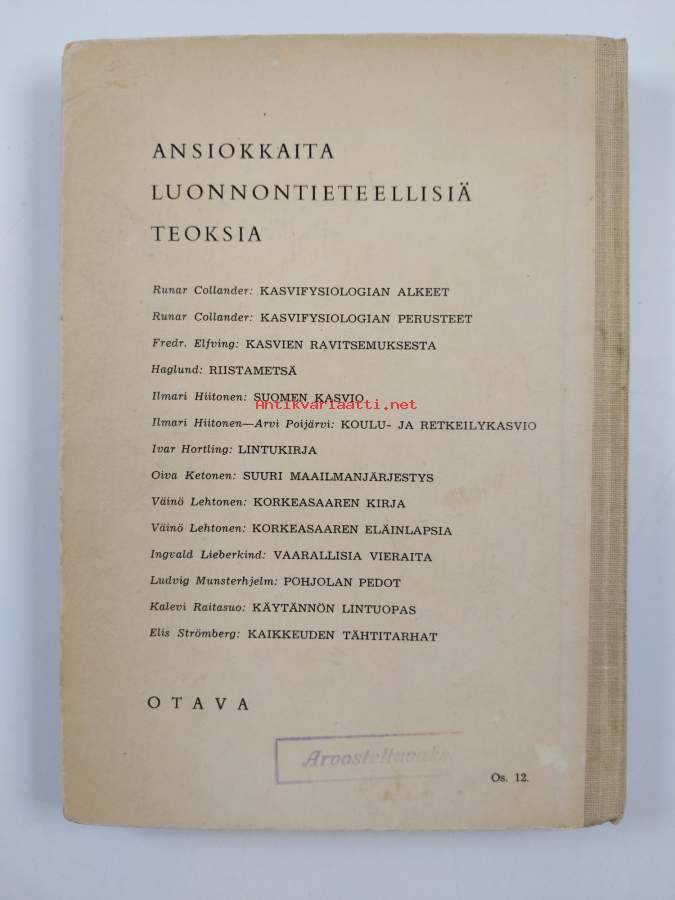 ANSIOKKAITA
LUONNONTIETEELLISIÄ
TEOKSIA
Runar Collander: KASVIFYSIOLOGIAN ALKEET
Runar Collander: KASVIFYSIOLOGIAN PERUSTEET
Fredr. Elfving: KASVIEN RAVITSEMUKSESTA
Haglund: RIISTAMETSÄ
Ilmari Hiitonen: SUOMEN KASVIO
Antikvariaatti.net
Ilmari Hiitonen—Arvi Poijärvi: KOULU- JA RETKEILYKASVIO
Ivar Hortling: LINTUKIRJA
Oiva Ketonen: SUURI MAAILMANJÄRJESTYS
Väinö Lehtonen: KORKEASAAREN KIRJA
Väinö Lehtonen: KORKEASAAREN ELÄINLAPSIA
Ingvald Lieberkind: VAARALLISIA VIERAITA
Ludvig Munsterhjelm: POHJOLAN PEDOT
Kalevi Raitasuo: KÄYTÄNNÖN LINTUOPAS
Elis Strömberg: KAIKKEUDEN TÄHTITARHAT
OTAVA
Os. 12.